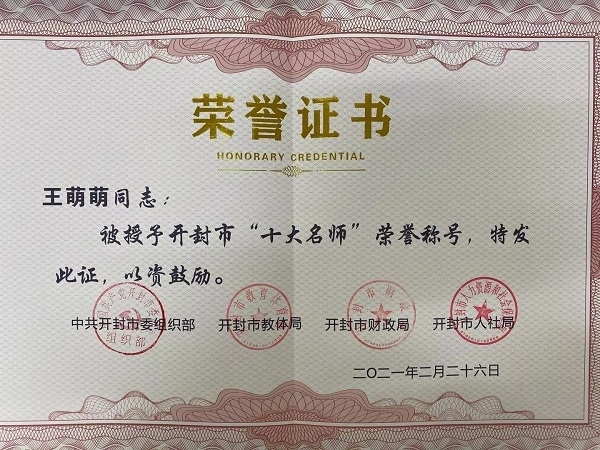 荣誉证书
HONORARY CREDENTIAL
王萌萌同志：
被授予开封市“十大名师”荣誉称号，特发
此证，以资鼓励。
中共开封市委组织部 开封市教体局 开封市财政局 开封市人社局
组织部
二〇二一年二月二十六日